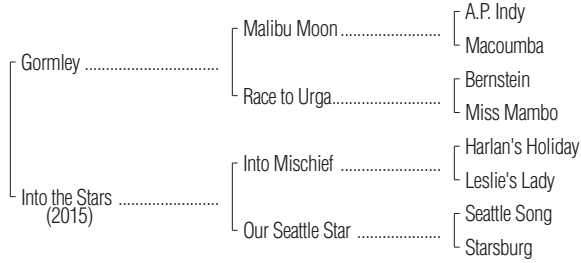 A.P. Indy
Malibu Moon ........................
Macoumba
Gormley ................................
Bernstein
Race to Urga..........................
Miss Mambo
Harlan's Holiday
Into Mischief ........................
Leslie's Lady
Into the Stars ........................
(2015)
Seattle Song
Our Seattle Star ....................
Starsburg